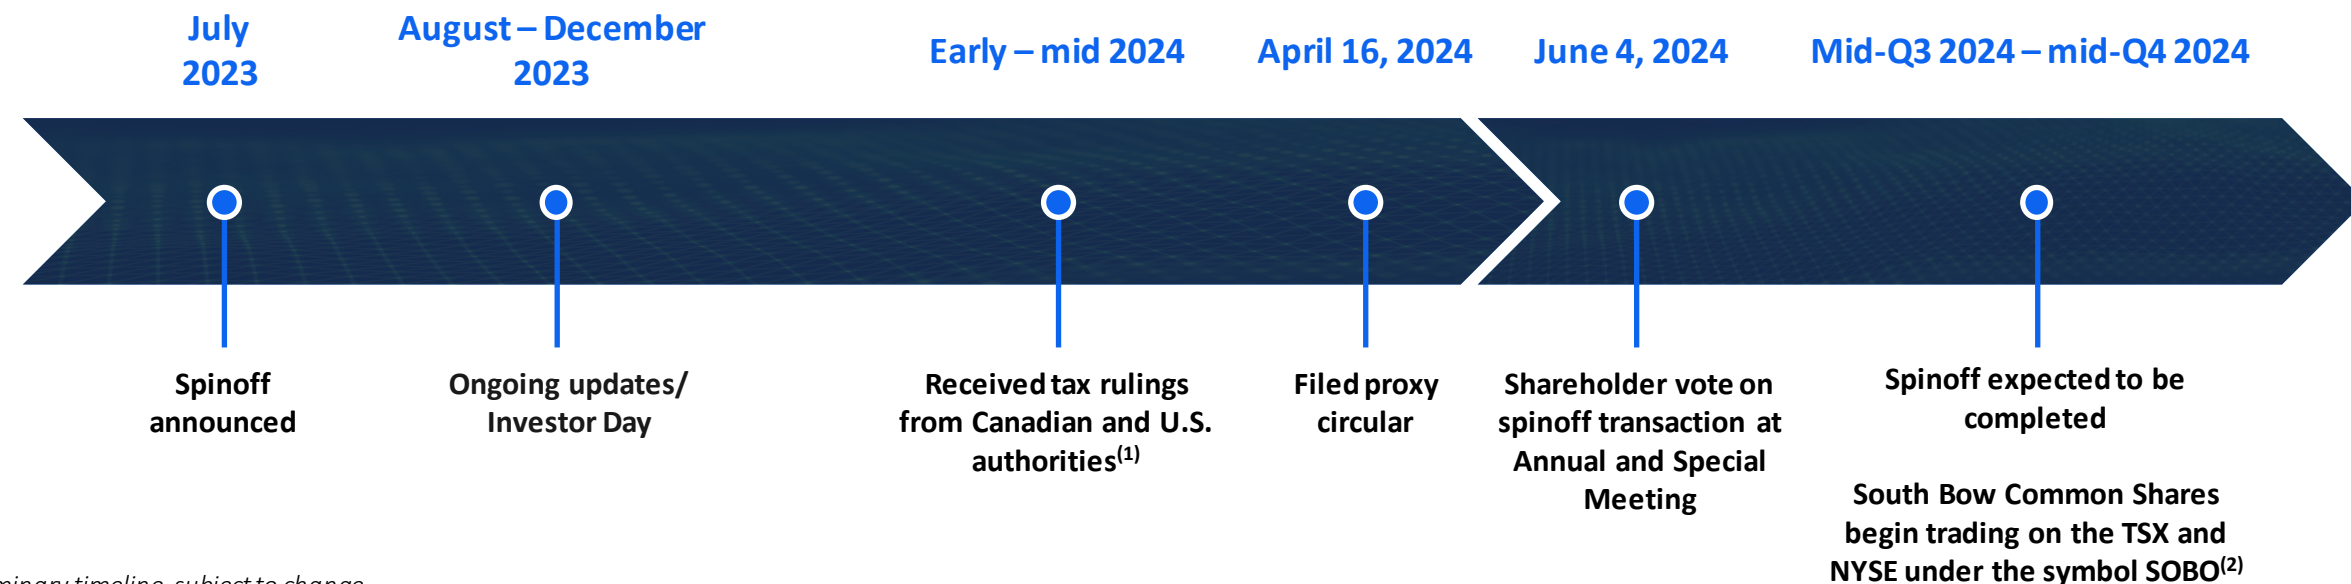 July
2023
August – December
2023
Early – mid 2024
April 16, 2024
June 4, 2024
Mid-Q3 2024 – mid-Q4 2024
Spinoff
announced
Ongoing updates/
Investor Day
Received tax rulings
from Canadian and U.S.
authorities(1)
Filed proxy
circular
Shareholder vote on
spinoff transaction at
Annual and Special
Meeting
Spinoff expected to be
completed
South Bow Common Shares
begin trading on the TSX and
NYSE under the symbol SOBO(2)
timeline, subject to change